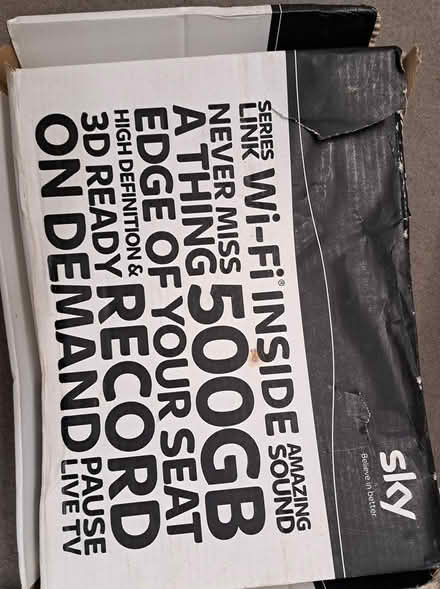 sky
Believe in better
SERIES LINK Wi-Fi® INSIDE AMAZING SOUND
NEVER MISS A THING 500GB
EDGE OF YOUR SEAT
HIGH DEFINITION & 3D READY RECORD
ON DEMAND PAUSE LIVE TV